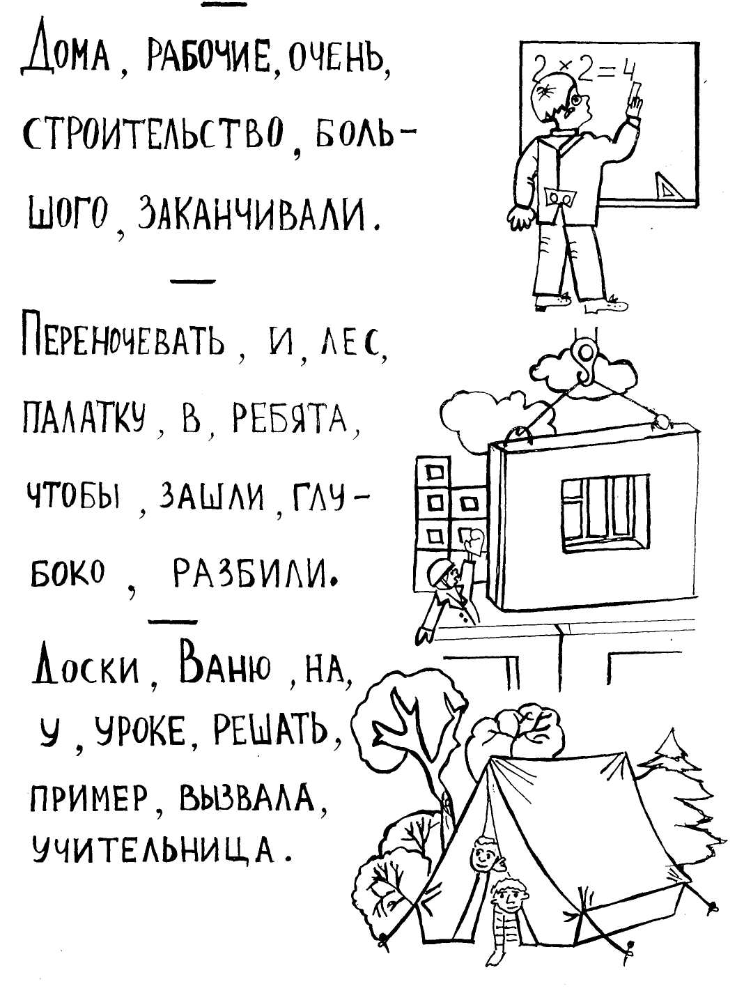 Дома, рабочие, очень,
строительство, боль-
шого, заканчивали.
Переночевать, и, лес,
палатку, в, ребята,
чтобы, зашли, глу-
боко, разбили.
Доски, Ваню, на,
у, уроке, решать,
пример, вызвала,
учительница.
2×2=4